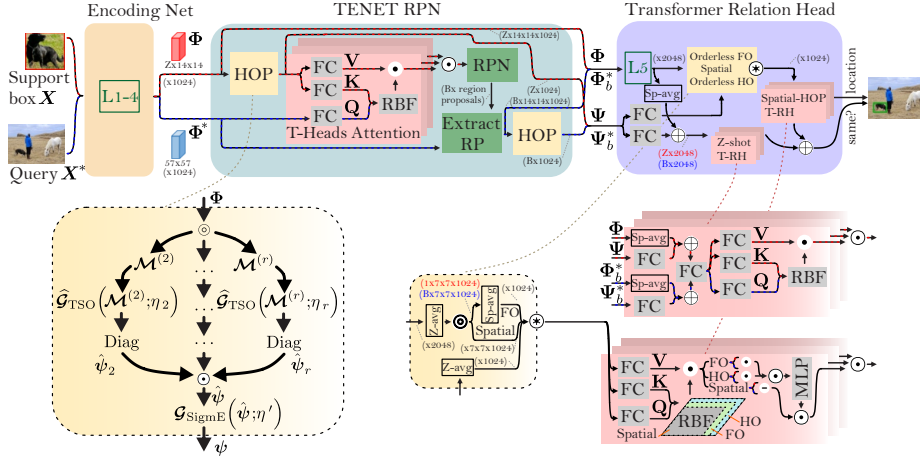 Encoding Net
TENET RPN
Transformer Relation Head
Support
box X
Query X*
L1-4
Φ
Zx14x14
(x1024)
Φ*
57x57
(x1024)
HOP
FC
FC
FC
V
K
Q
RBF
T-Heads Attention
(Zx14x14x1024)
RPN
(Bx region
proposals)
Extract
RP
(Zx1024)
(Bx14x14x1024)
HOP
(Bx1024)
Φ
Φ*b
Ψ
Ψ*b
L5
(x2048)
Sp-avg
FC
FC
Orderless FO
Spatial
Orderless HO
(x1024)
Spatial-HOP
T-RH
Z-shot
T-RH
(Zx2048)
(Bx2048)
same?
location
Φ
M(2)
M(r)
ĜTSO(M(2);η2)
ĜTSO(M(r);ηr)
Diag
Diag
ψ̂2
ψ̂r
ψ̂
GSigmE(ψ̂;η′)
ψ
(1x7x7x1024)
(Bx7x7x1024)
(x1024)
Z-avg
Sp-avg
FO
Spatial
(x2048)
(x7x7x1024)
(x1024)
Z-avg
Φ
Ψ
Φ*b
Ψ*b
Sp-avg
FC
Sp-avg
FC
FC
FC
FC
FC
V
K
Q
RBF
FC
FC
FC
V
K
Q
Spatial
RBF
HO
FO
FO
HO
Spatial
MLP